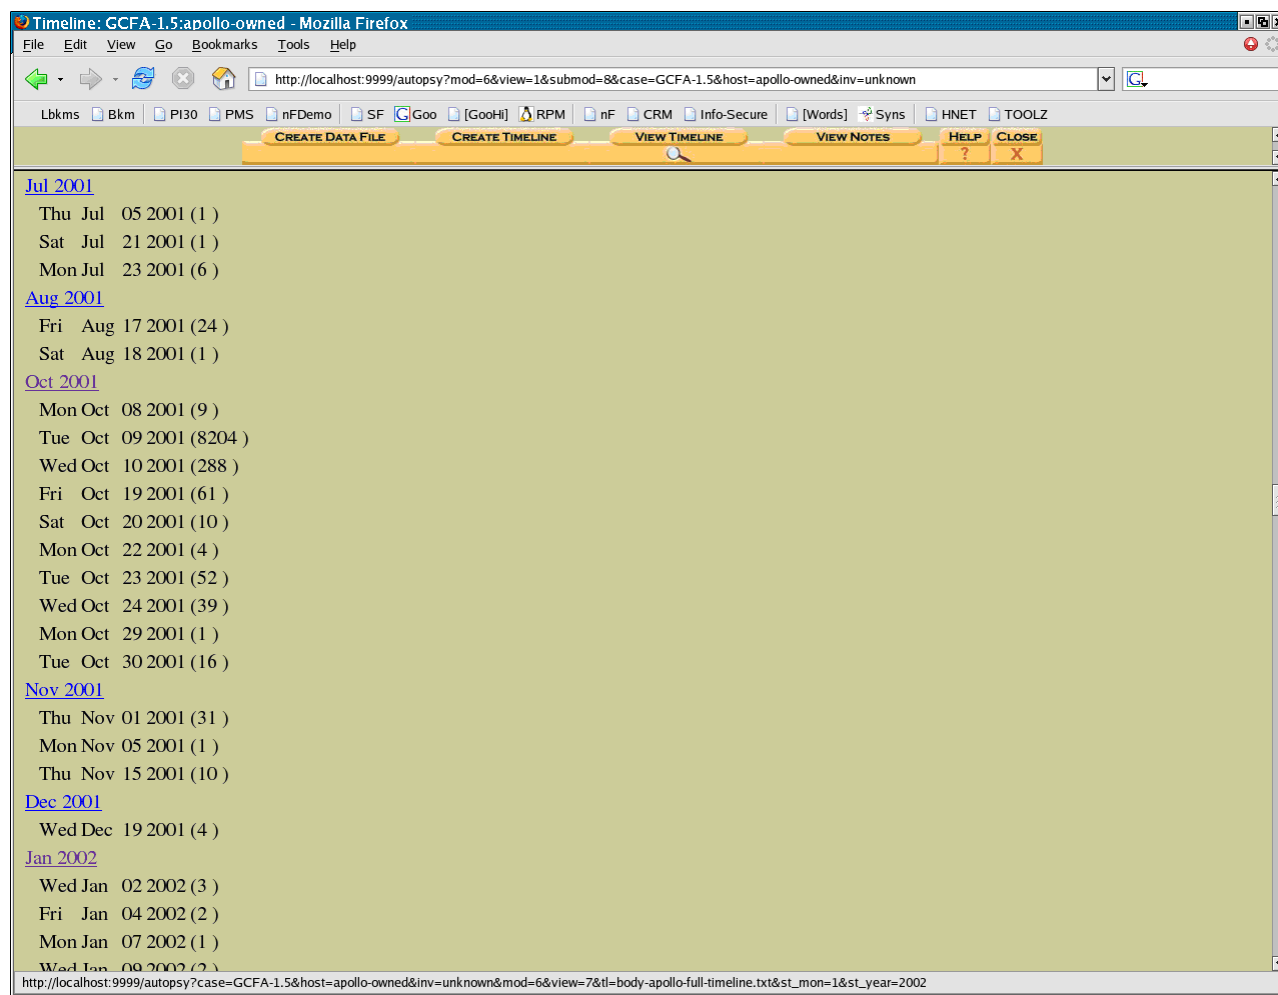 Timeline: GCFA-1.5:apollo-owned - Mozilla Firefox
File Edit View Go Bookmarks Tools Help
http://localhost:9999/autopsy?mod=6&view=1&submod=8&case=GCFA-1.5&host=apollo-owned&inv=unknown
Lbkms Bkm PI30 PMS nFDemo SF Goo [GooHi] RPM nF CRM Info-Secure [Words] Syns HNET TOOLZ
CREATE DATA FILE CREATE TIMELINE VIEW TIMELINE VIEW NOTES HELP CLOSE
? X
Jul 2001
Thu Jul 05 2001 (1 )
Sat Jul 21 2001 (1 )
Mon Jul 23 2001 (6 )
Aug 2001
Fri Aug 17 2001 (24 )
Sat Aug 18 2001 (1 )
Oct 2001
Mon Oct 08 2001 (9 )
Tue Oct 09 2001 (8204 )
Wed Oct 10 2001 (288 )
Fri Oct 19 2001 (61 )
Sat Oct 20 2001 (10 )
Mon Oct 22 2001 (4 )
Tue Oct 23 2001 (52 )
Wed Oct 24 2001 (39 )
Mon Oct 29 2001 (1 )
Tue Oct 30 2001 (16 )
Nov 2001
Thu Nov 01 2001 (31 )
Mon Nov 05 2001 (1 )
Thu Nov 15 2001 (10 )
Dec 2001
Wed Dec 19 2001 (4 )
Jan 2002
Wed Jan 02 2002 (3 )
Fri Jan 04 2002 (2 )
Mon Jan 07 2002 (1 )
Wed Jan 09 2002 (2 )
http://localhost:9999/autopsy?case=GCFA-1.5&host=apollo-owned&inv=unknown&mod=6&view=7&tl=body-apollo-full-timeline.txt&st_mon=1&st_year=2002